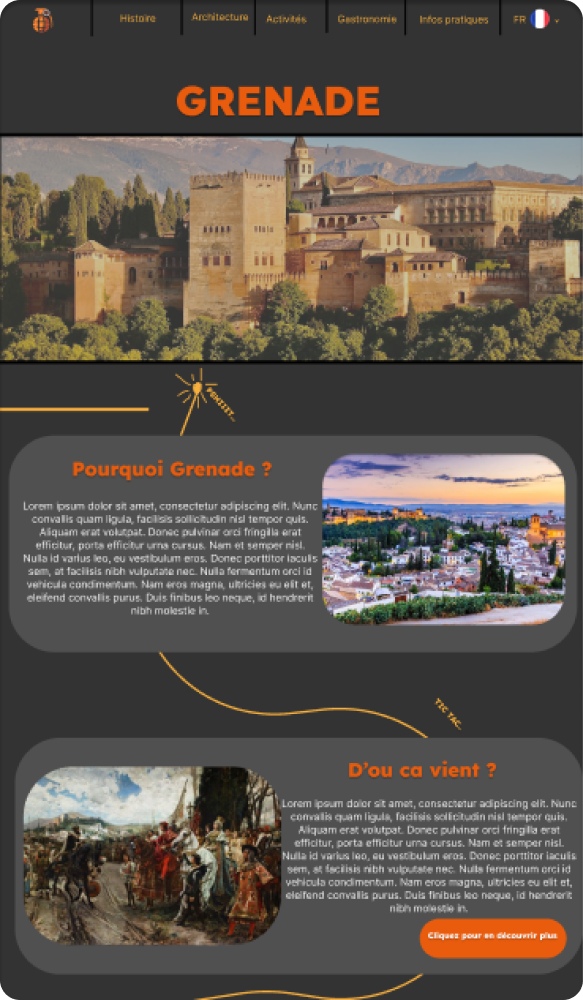 Histoire
Architecture
Activités
Gastronomie
Infos pratiques
FR
GRENADE
PSHIIIT...
Pourquoi Grenade ?
Lorem ipsum dolor sit amet, consectetur adipiscing elit. Nunc
convallis quam ligula, facilisis sollicitudin nisl tempor quis.
Aliquam erat volutpat. Donec pulvinar orci fringilla erat
efficitur, porta efficitur urna cursus. Nam et semper nisl.
Nulla id varius leo, eu vestibulum eros. Donec porttitor iaculis
sem, at facilisis nibh vulputate nec. Nulla fermentum orci id
vehicula condimentum. Nam eros magna, ultricies eu elit et,
eleifend convallis purus. Duis finibus leo neque, id hendrerit
nibh molestie in.
TIC TAC..
D'ou ca vient ?
Lorem ipsum dolor sit amet, consectetur adipiscing elit. Nunc
convallis quam ligula, facilisis sollicitudin nisl tempor quis.
Aliquam erat volutpat. Donec pulvinar orci fringilla erat
efficitur, porta efficitur urna cursus. Nam et semper nisl.
Nulla id varius leo, eu vestibulum eros. Donec porttitor iaculis
sem, at facilisis nibh vulputate nec. Nulla fermentum orci id
vehicula condimentum. Nam eros magna, ultricies eu elit et,
eleifend convallis purus. Duis finibus leo neque, id hendrerit
nibh molestie in.
Cliquez pour en découvrir plus